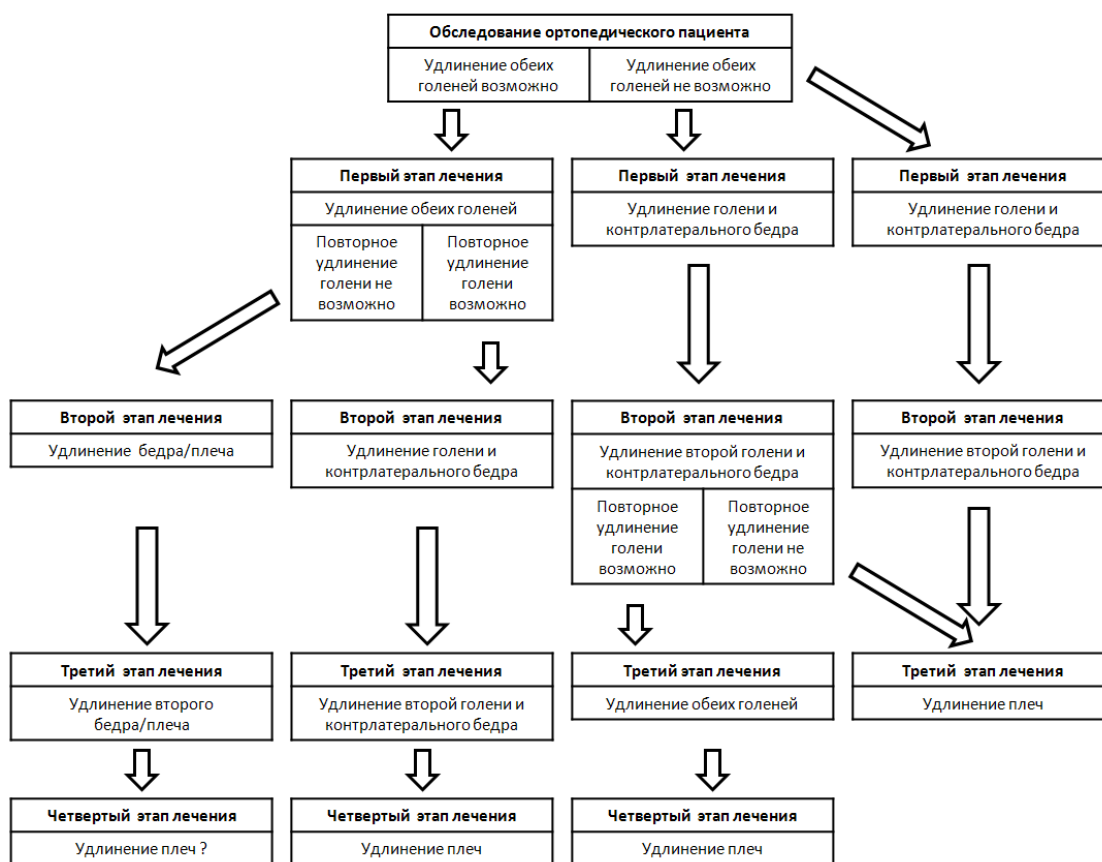 Обследование ортопедического пациента
Удлинение обеих
голеней возможно
Удлинение обеих
голеней не возможно
Первый этап лечения
Удлинение обеих голеней
Повторное
удлинение
голени не
возможно
Повторное
удлинение
голени
возможно
Первый этап лечения
Удлинение голени и
контрлатерального бедра
Первый этап лечения
Удлинение голени и
контрлатерального бедра
Второй этап лечения
Удлинение бедра/плеча
Второй этап лечения
Удлинение голени и
контрлатерального бедра
Второй этап лечения
Удлинение второй голени и
контрлатерального бедра
Повторное
удлинение
голени
возможно
Повторное
удлинение
голени не
возможно
Второй этап лечения
Удлинение второй голени и
контрлатерального бедра
Третий этап лечения
Удлинение второго
бедра/плеча
Третий этап лечения
Удлинение второй голени и
контрлатерального бедра
Третий этап лечения
Удлинение обеих голеней
Третий этап лечения
Удлинение плеч
Четвертый этап лечения
Удлинение плеч ?
Четвертый этап лечения
Удлинение плеч
Четвертый этап лечения
Удлинение плеч